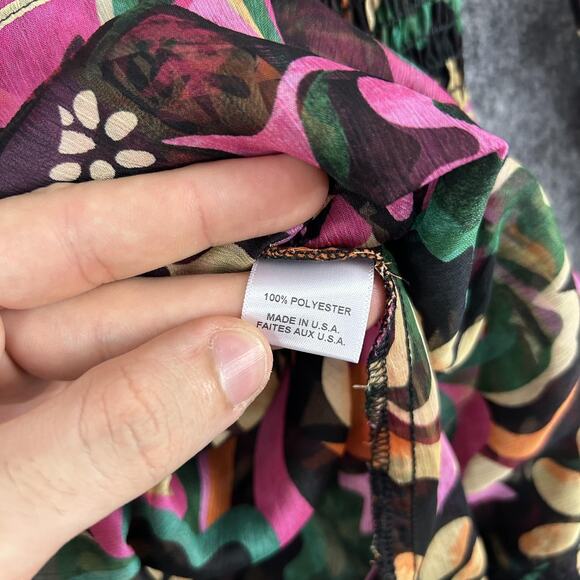 100% POLYESTER
MADE IN U.S.A.
FAITES AUX U.S.A.